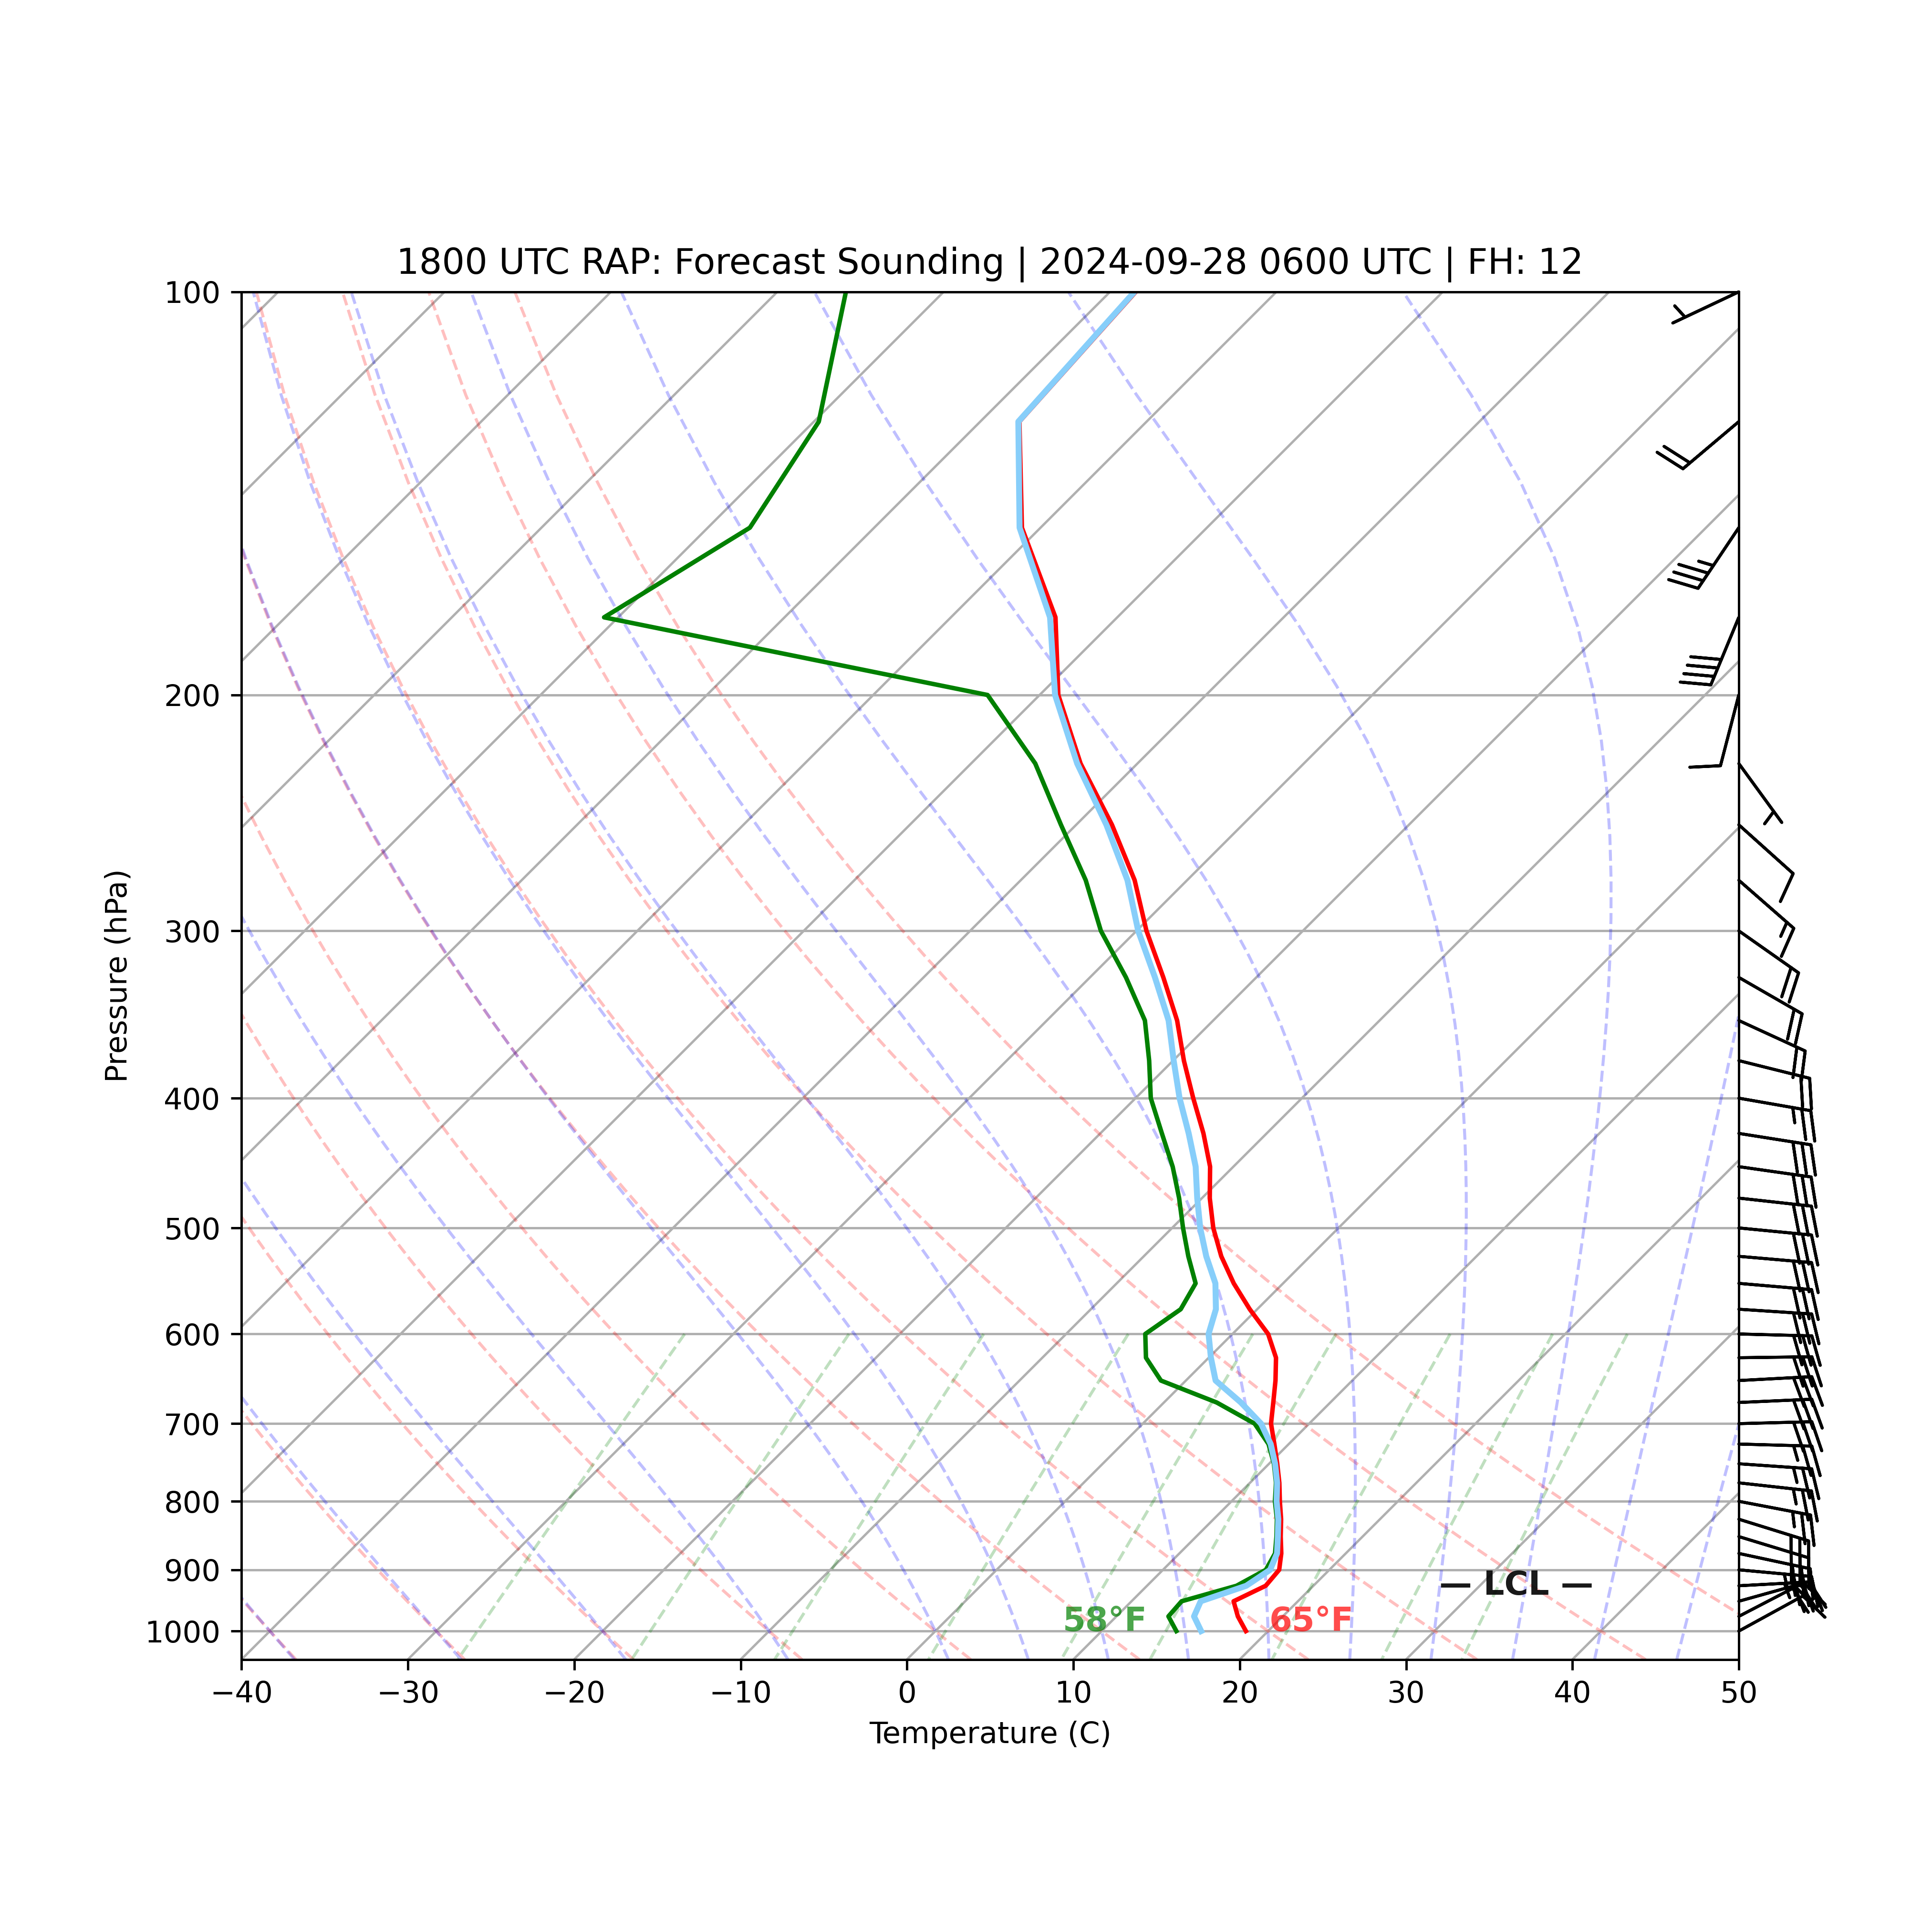 1800 UTC RAP: Forecast Sounding | 2024-09-28 0600 UTC | FH: 12
100
200
300
400
500
600
700
800
900
1000
Pressure (hPa)
— LCL —
58°F
65°F
−40 −30 −20 −10 0 10 20 30 40 50
Temperature (C)